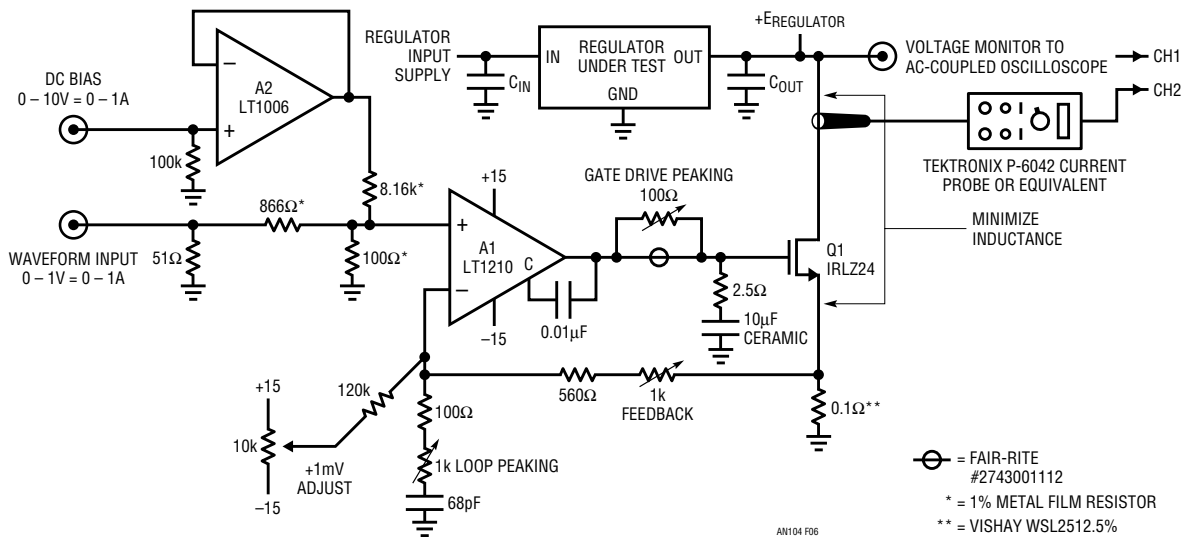 +EREGULATOR
REGULATOR
INPUT
SUPPLY
IN
REGULATOR
UNDER TEST
OUT
GND
CIN
COUT
VOLTAGE MONITOR TO
AC-COUPLED OSCILLOSCOPE
CH1
CH2
TEKTRONIX P-6042 CURRENT
PROBE OR EQUIVALENT
MINIMIZE
INDUCTANCE
DC BIAS
0 – 10V = 0 – 1A
–
A2
LT1006
+
100k
8.16k*
866Ω*
WAVEFORM INPUT
0 – 1V = 0 – 1A
51Ω
100Ω*
+15
+
A1
LT1210
C
–
–15
0.01µF
GATE DRIVE PEAKING
100Ω
2.5Ω
10µF
CERAMIC
Q1
IRLZ24
560Ω
1k
FEEDBACK
0.1Ω**
120k
+15
10k
–15
+1mV
ADJUST
100Ω
1k LOOP PEAKING
68pF
= FAIR-RITE
#2743001112
* = 1% METAL FILM RESISTOR
** = VISHAY WSL2512.5%
AN104 F06